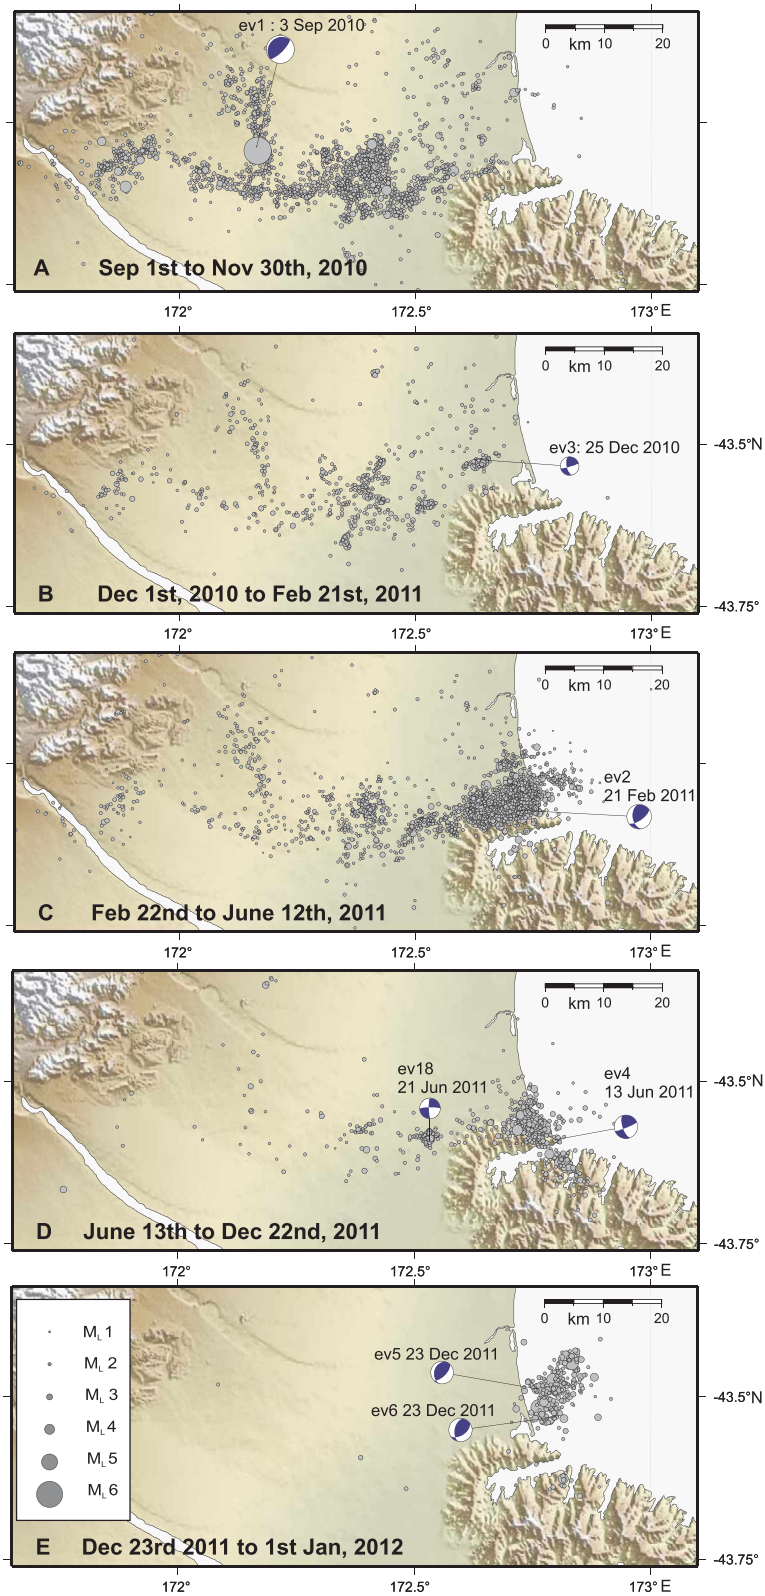 ev1 : 3 Sep 2010
0 km 10 20
A Sep 1st to Nov 30th, 2010
172° 172.5° 173° E
0 km 10 20
-43.5°N
ev3: 25 Dec 2010
B Dec 1st, 2010 to Feb 21st, 2011
-43.75°
172° 172.5° 173° E
0 km 10 20
ev2
21 Feb 2011
C Feb 22nd to June 12th, 2011
172° 172.5° 173° E
0 km 10 20
ev18
21 Jun 2011
ev4
13 Jun 2011
-43.5°N
D June 13th to Dec 22nd, 2011
-43.75°
172° 172.5° 173° E
0 km 10 20
ML 1
ML 2
ML 3
ML 4
ML 5
ML 6
ev5 23 Dec 2011
ev6 23 Dec 2011
-43.5°N
E Dec 23rd 2011 to 1st Jan, 2012
-43.75°
172° 172.5° 173° E